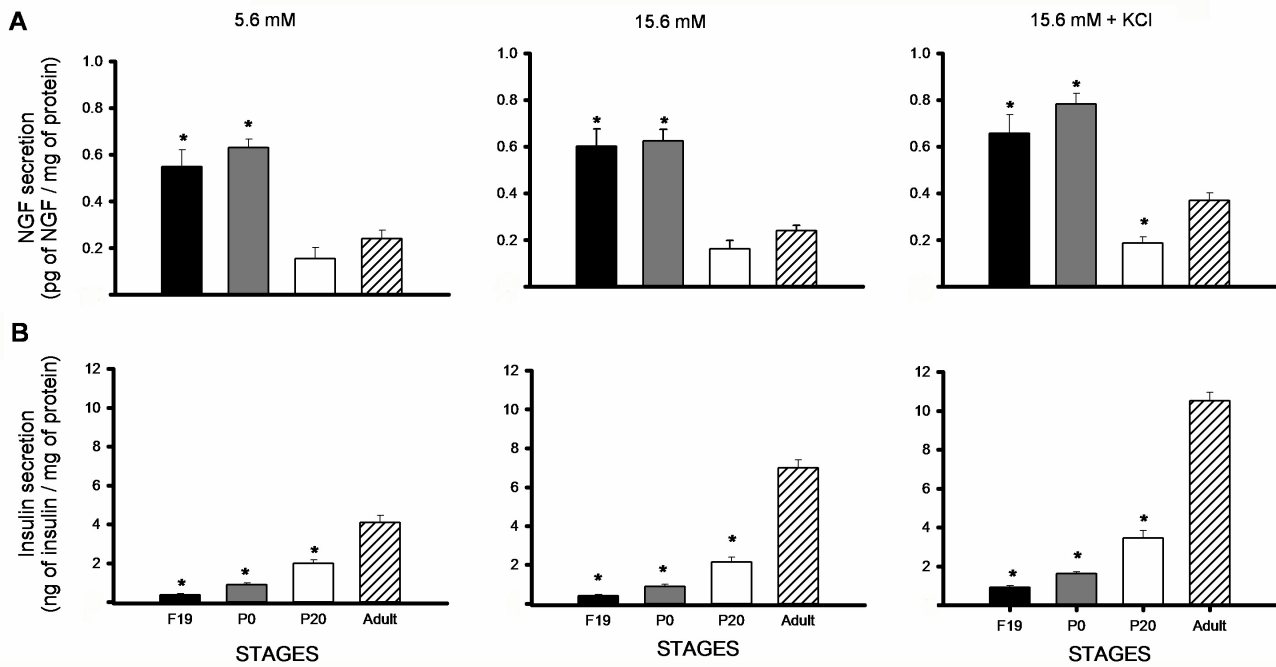 A
5.6 mM
15.6 mM
15.6 mM + KCl
NGF secretion
(pg of NGF / mg of protein)
1.0
0.8
0.6
0.4
0.2
* *
1.0
0.8
0.6
0.4
0.2
* *
1.0
0.8
0.6
0.4
0.2
* * *
B
Insulin secretion
(ng of insulin / mg of protein)
12
10
8
6
4
2
* * *
F19 P0 P20 Adult
STAGES
12
10
8
6
4
2
* * *
F19 P0 P20 Adult
STAGES
12
10
8
6
4
2
* * *
F19 P0 P20 Adult
STAGES